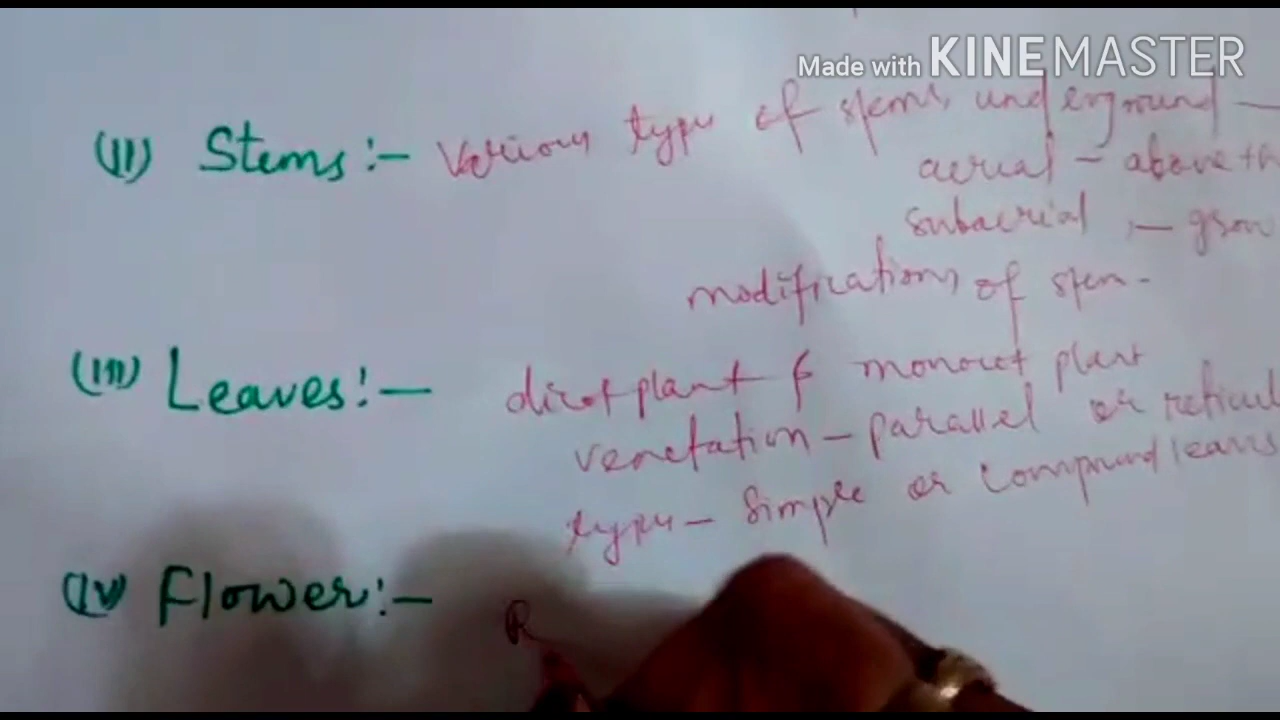 Made with KINEMASTER
(II) Stems :- Various type of stems underground -
aerial - above th
subaerial :- grow
modifications of stem -
(III) Leaves :- dicot plant & monocot plant
venetation - parallel or reticul
type - simple or compound leaves
(IV) Flower :- R